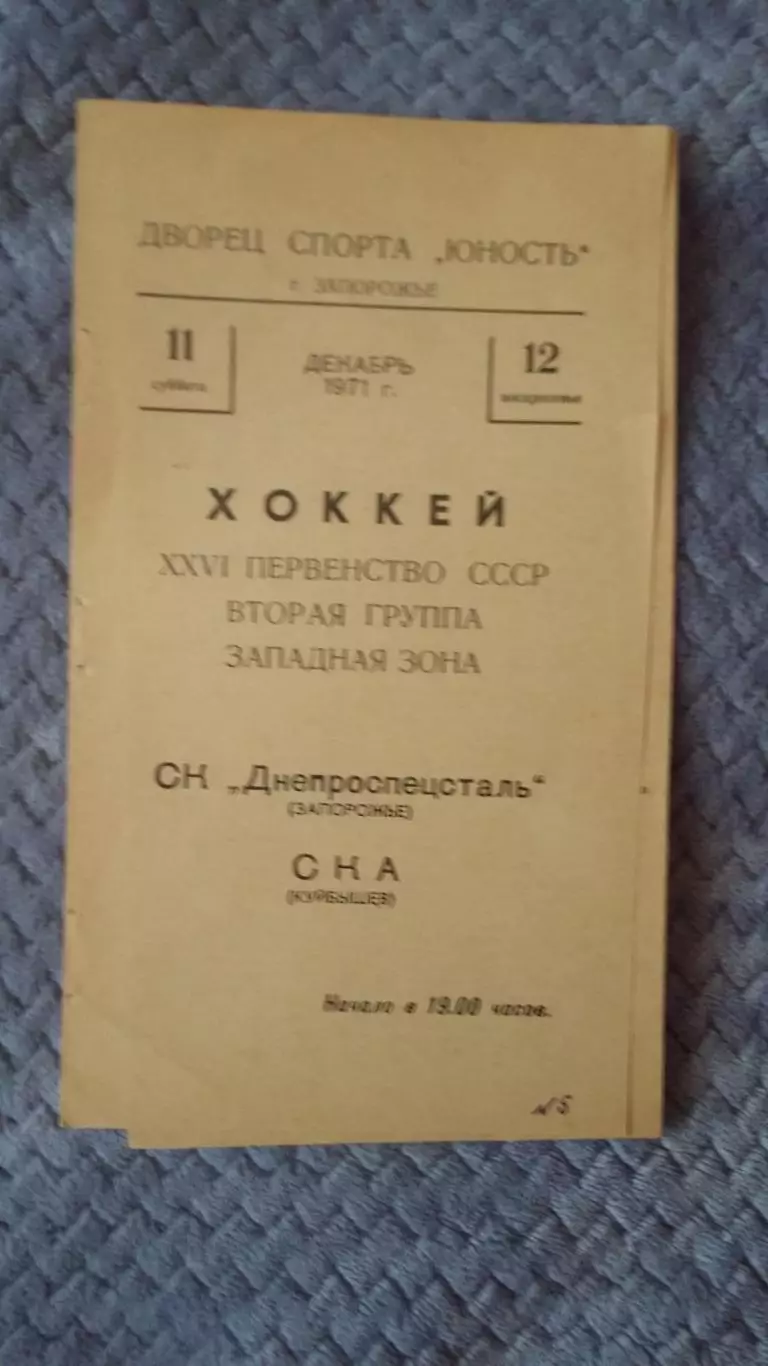 ДВОРЕЦ СПОРТА „ЮНОСТЬ"
г. ЗАПОРОЖЬЕ
11
суббота
ДЕКАБРЬ
1971 г.
12
воскресенье
ХОККЕЙ
XXVI ПЕРВЕНСТВО СССР
ВТОРАЯ ГРУППА
ЗАПАДНАЯ ЗОНА
СК „Днепроспецсталь"
(ЗАПОРОЖЬЕ)
СКА
(КУЙБЫШЕВ)
Начало в 19.00 часов.
№5